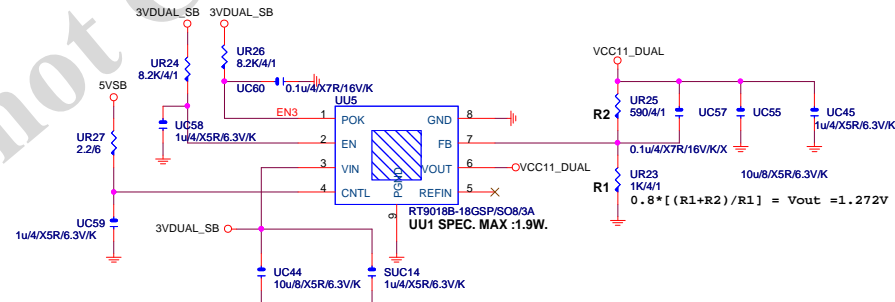 not
3VDUAL_SB 3VDUAL_SB
UR24
8.2K/4/1
UR26
8.2K/4/1
UC60
0.1u/4/X7R/16V/K
5VSB
UR27
2.2/6
UC58
1u/4/X5R/6.3V/K
UC59
1u/4/X5R/6.3V/K
EN3
UU5
1 POK GND 8
2 EN FB 7
3 VIN VOUT 6
4 CNTL REFIN 5
PGND
9
VCC11_DUAL
RT9018B-18GSP/SO8/3A
UU1 SPEC. MAX :1.9W.
3VDUAL_SB
UC44
10u/8/X5R/6.3V/K
SUC14
1u/4/X5R/6.3V/K
VCC11_DUAL
R2
UR25
590/4/1
UC57
0.1u/4/X7R/16V/K/X
UC55
10u/8/X5R/6.3V/K
UC45
1u/4/X5R/6.3V/K
R1
UR23
1K/4/1
0.8*[(R1+R2)/R1] = Vout =1.272V